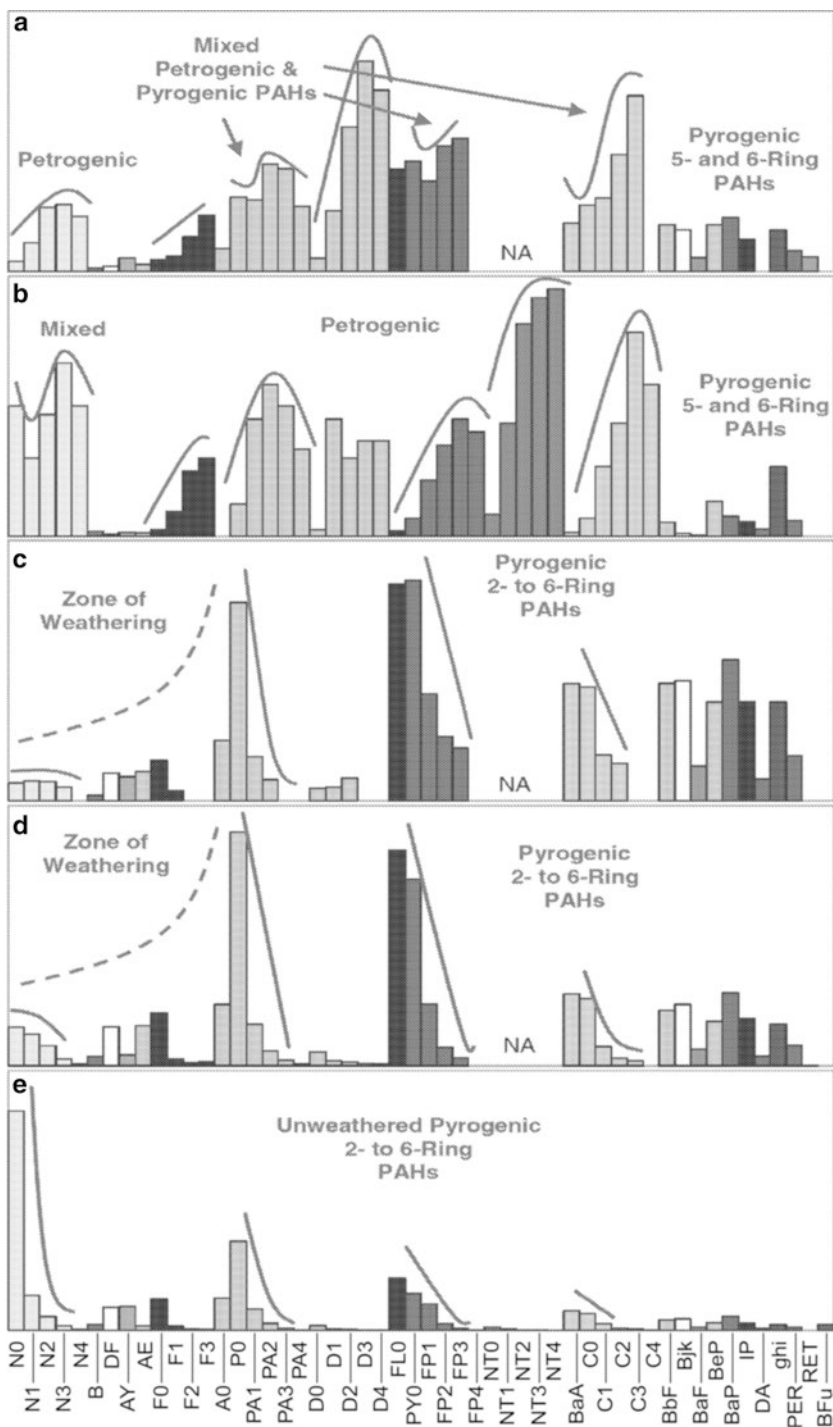 a
Mixed
Petrogenic &
Pyrogenic PAHs
Petrogenic
Pyrogenic
5- and 6-Ring
PAHs
NA
b
Mixed
Petrogenic
Pyrogenic
5- and 6-Ring
PAHs
c
Zone of
Weathering
Pyrogenic
2- to 6-Ring
PAHs
NA
d
Zone of
Weathering
Pyrogenic
2- to 6-Ring
PAHs
NA
e
Unweathered Pyrogenic
2- to 6-Ring
PAHs
N0 N2 N4 DF AE F1 F3 P0 PA2 PA4 D1 D3 FL0 FP1 FP3 NT0 NT2 NT4 C0 C2 C4 Bjk BeP IP ghi RET
N1 N3 B AY F0 F2 A0 PA1 PA3 D0 D2 D4 PY0 FP2 FP4 NT1 NT3 BaA C1 C3 BbF BaF BaP DA PER